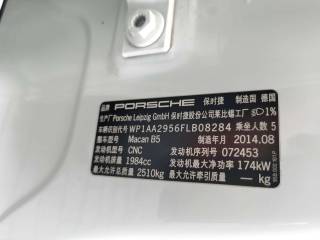 品牌 PORSCHE 保时捷 制造国 德国
生产厂 Porsche Leipzig GmbH 保时捷股份公司莱比锡工厂 1%
车辆识别代号 WP1AA2956FLB08284 乘坐人数 5
整车型号 Macan B5 制造年月 2014.08
发动机型号 CNC 发动机序列号 072453
发动机排量 1984cc 发动机最大净功率 174kW
最大允许总质量 2510kg 最大允许牵引质量 — kg